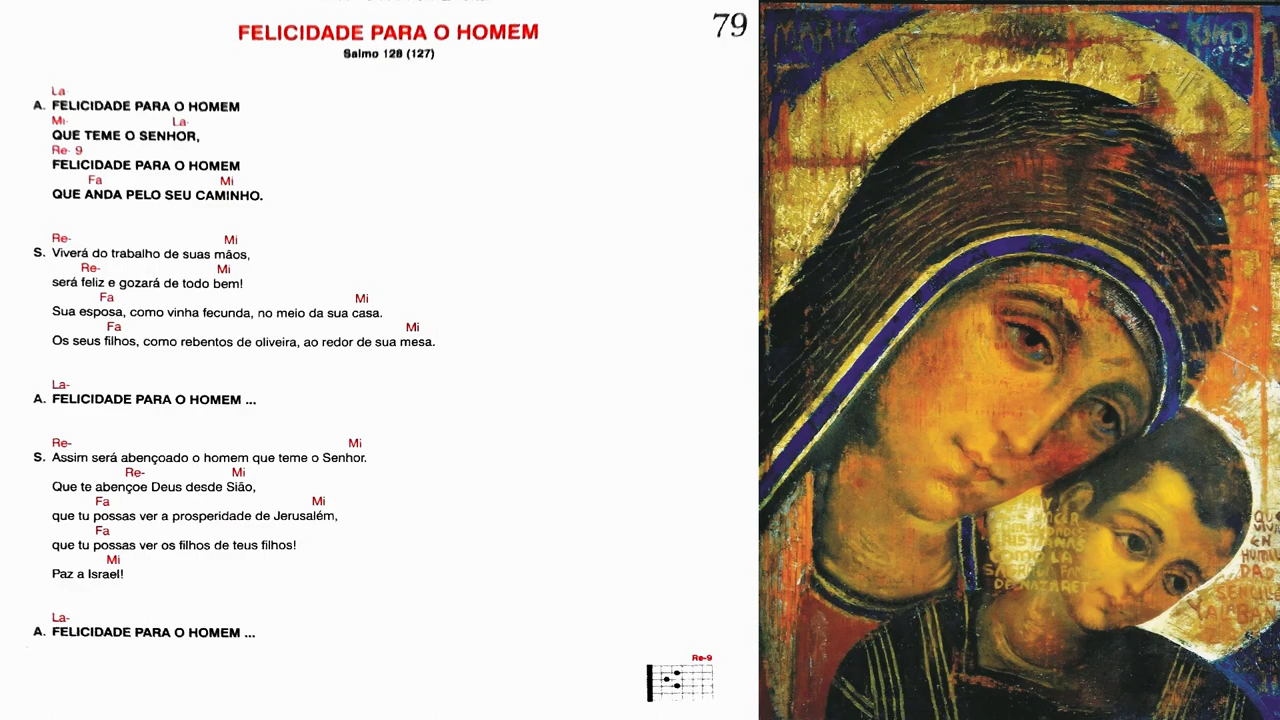 FELICIDADE PARA O HOMEM
79
Salmo 128 (127)
La-
A. FELICIDADE PARA O HOMEM
Mi- La-
QUE TEME O SENHOR,
Re- 9
FELICIDADE PARA O HOMEM
Fa Mi
QUE ANDA PELO SEU CAMINHO.
Re- Mi
S. Viverá do trabalho de suas mãos,
Re- Mi
será feliz e gozará de todo bem!
Fa Mi
Sua esposa, como vinha fecunda, no meio da sua casa.
Fa Mi
Os seus filhos, como rebentos de oliveira, ao redor de sua mesa.
La-
A. FELICIDADE PARA O HOMEM ...
Re- Mi
S. Assim será abençoado o homem que teme o Senhor.
Re- Mi
Que te abençoe Deus desde Sião,
Fa Mi
que tu possas ver a prosperidade de Jerusalém,
Fa
que tu possas ver os filhos de teus filhos!
Mi
Paz a Israel!
La-
A. FELICIDADE PARA O HOMEM ...
Re-9
COMO LA
DE NAZARET
EN